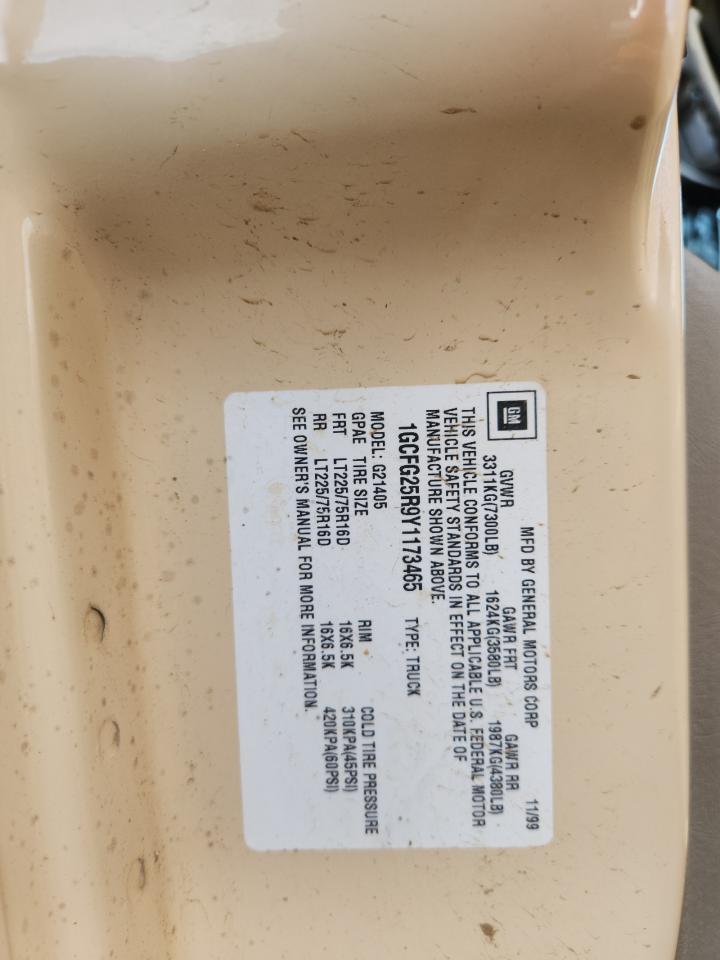 GM
MFD BY GENERAL MOTORS CORP 11/99
GVWR GAWR FRT GAWR RR
3311KG(7300LB) 1624KG(3580LB) 1987KG(4380LB)
THIS VEHICLE CONFORMS TO ALL APPLICABLE U.S. FEDERAL MOTOR
VEHICLE SAFETY STANDARDS IN EFFECT ON THE DATE OF
MANUFACTURE SHOWN ABOVE.
1GCFG25R9Y1173465 TYPE: TRUCK
MODEL: G21405
GPAE TIRE SIZE RIM COLD TIRE PRESSURE
FRT LT225/75R16D 16X6.5K 310KPA(45PSI)
RR LT225/75R16D 16X6.5K 420KPA(60PSI)
SEE OWNER'S MANUAL FOR MORE INFORMATION.